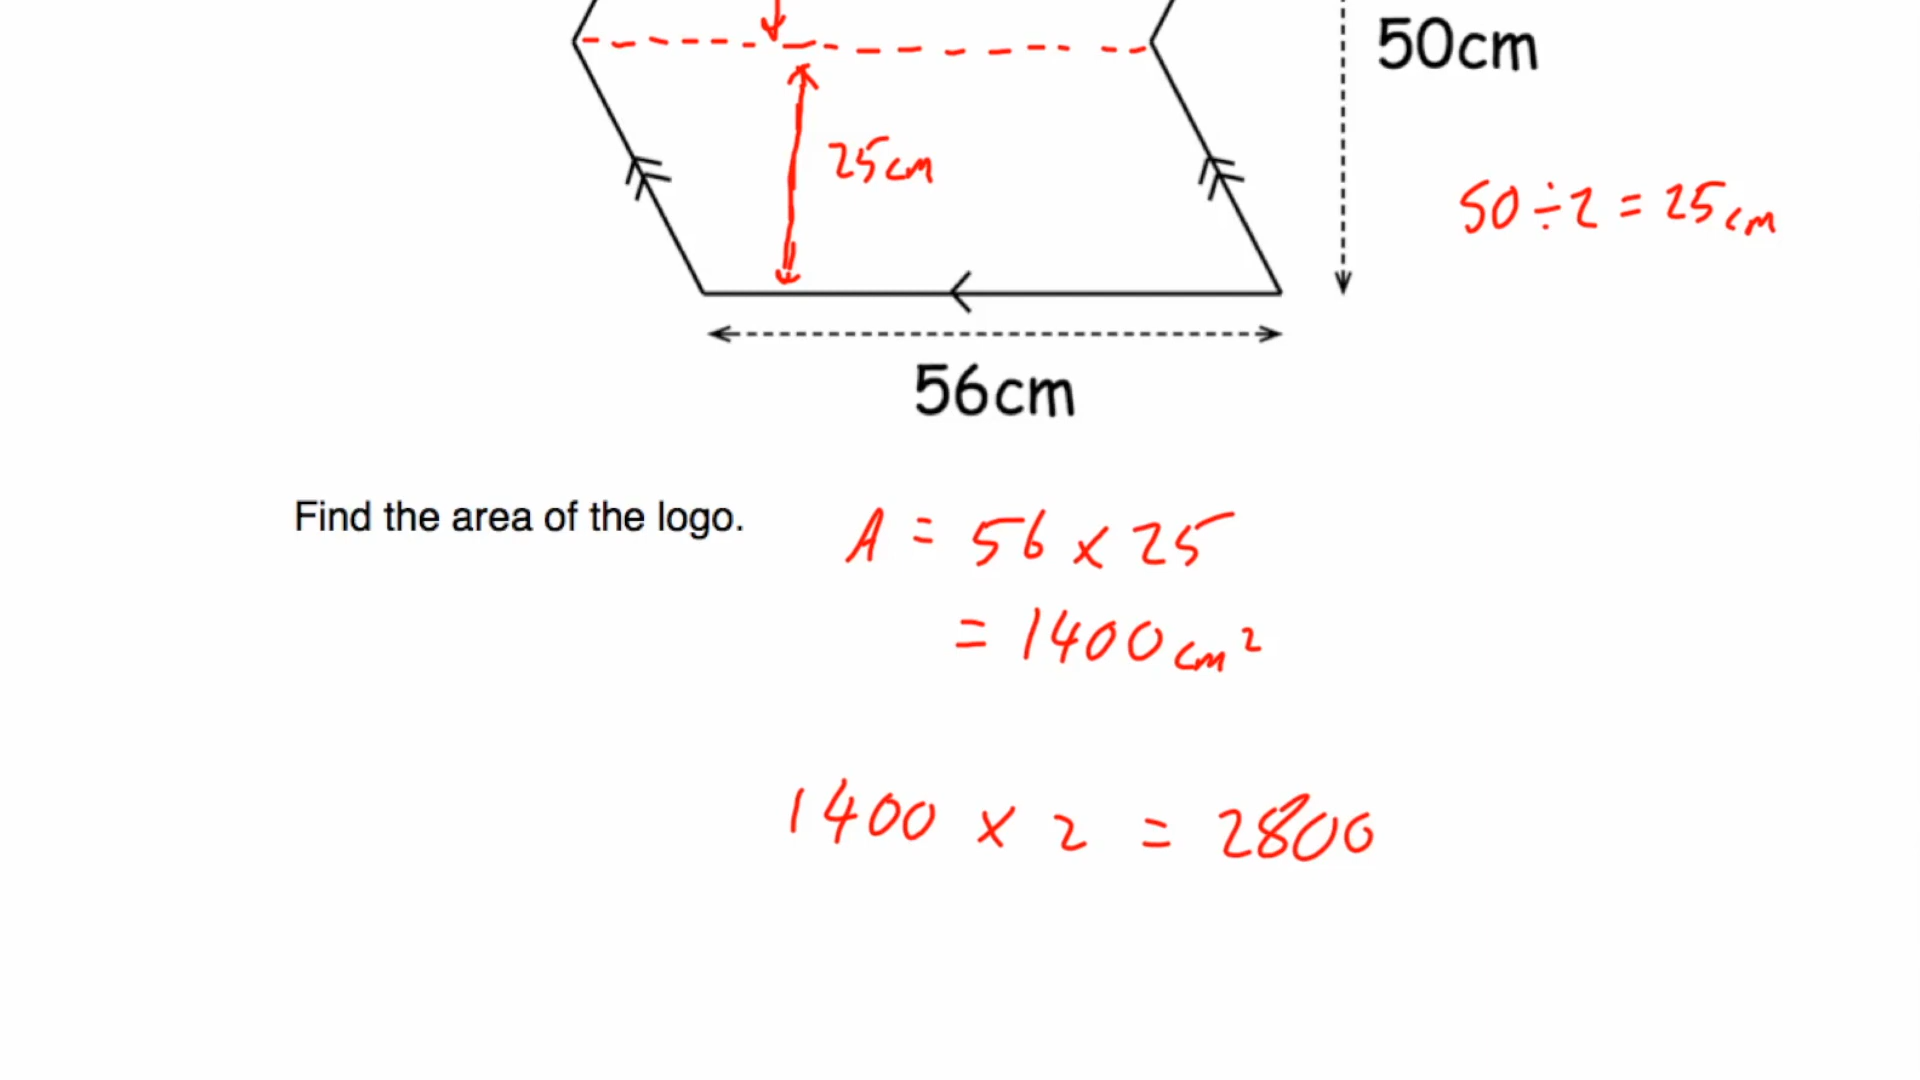 50cm
25cm
50÷2 = 25cm
56cm
Find the area of the logo.
A = 56 x 25
= 1400cm²
1400 x 2 = 2800